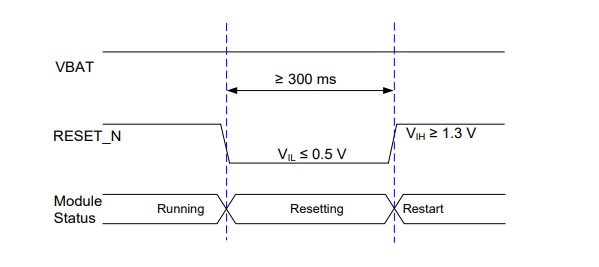 VBAT
≥ 300 ms
RESET_N
VIH ≥ 1.3 V
VIL ≤ 0.5 V
Module
Status
Running
Resetting
Restart